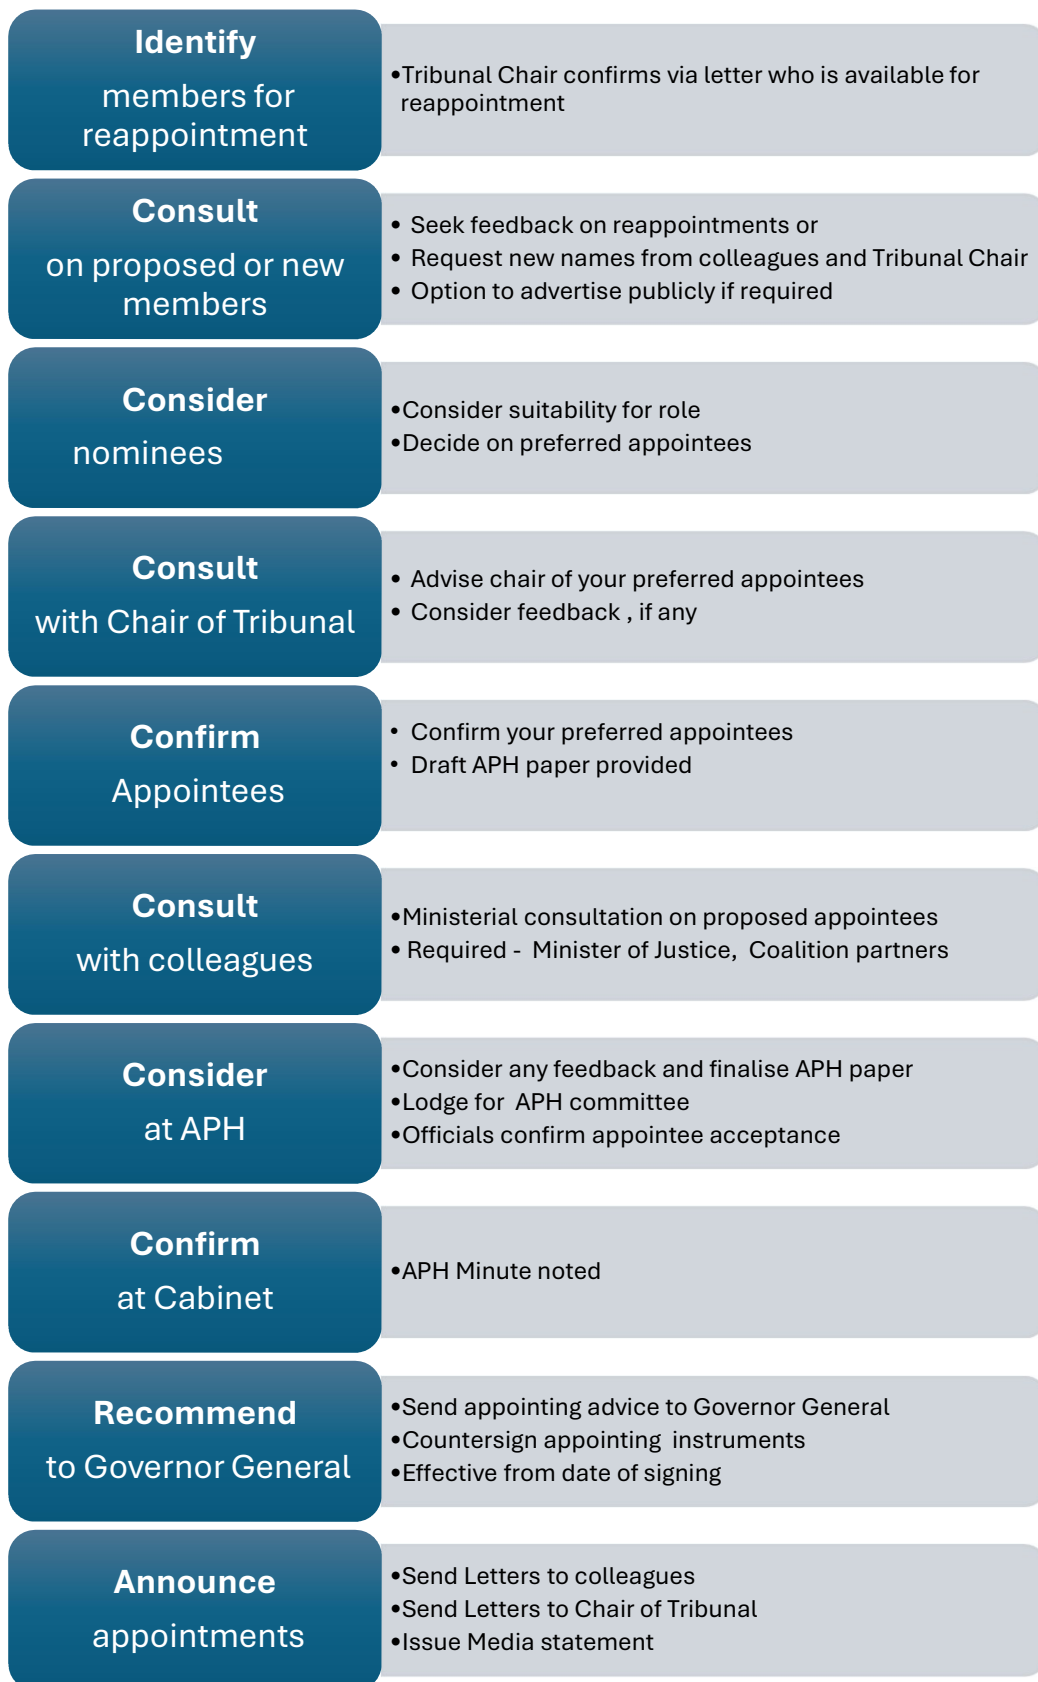 Identify
members for
reappointment
•Tribunal Chair confirms via letter who is available for
reappointment
Consult
on proposed or new
members
• Seek feedback on reappointments or
• Request new names from colleagues and Tribunal Chair
• Option to advertise publicly if required
Consider
nominees
•Consider suitability for role
•Decide on preferred appointees
Consult
with Chair of Tribunal
• Advise chair of your preferred appointees
• Consider feedback , if any
Confirm
Appointees
• Confirm your preferred appointees
• Draft APH paper provided
Consult
with colleagues
•Ministerial consultation on proposed appointees
• Required - Minister of Justice, Coalition partners
Consider
at APH
•Consider any feedback and finalise APH paper
•Lodge for APH committee
•Officials confirm appointee acceptance
Confirm
at Cabinet
•APH Minute noted
Recommend
to Governor General
•Send appointing advice to Governor General
•Countersign appointing instruments
•Effective from date of signing
Announce
appointments
•Send Letters to colleagues
•Send Letters to Chair of Tribunal
•Issue Media statement